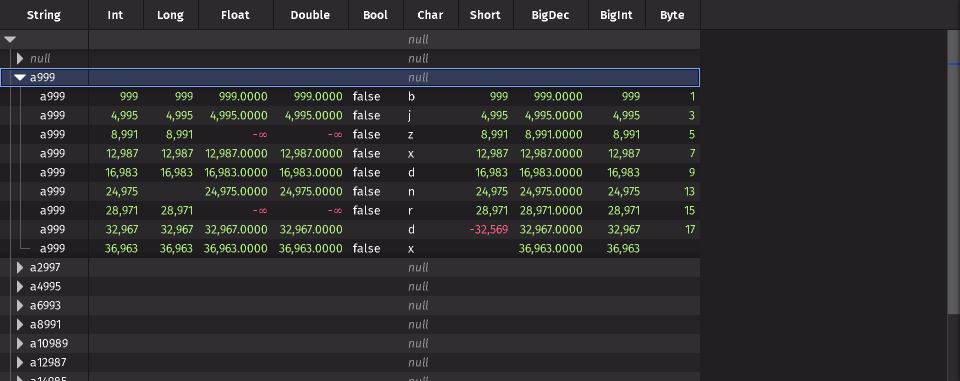 String Int Long Float Double Bool Char Short BigDec BigInt Byte
null
null null
a999 null
a999 999 999 999.0000 999.0000 false b 999 999.0000 999 1
a999 4,995 4,995 4,995.0000 4,995.0000 false j 4,995 4,995.0000 4,995 3
a999 8,991 8,991 -∞ -∞ false z 8,991 8,991.0000 8,991 5
a999 12,987 12,987 12,987.0000 12,987.0000 false x 12,987 12,987.0000 12,987 7
a999 16,983 16,983 16,983.0000 16,983.0000 false d 16,983 16,983.0000 16,983 9
a999 24,975 24,975.0000 24,975.0000 false n 24,975 24,975.0000 24,975 13
a999 28,971 28,971 -∞ -∞ false r 28,971 28,971.0000 28,971 15
a999 32,967 32,967 32,967.0000 32,967.0000 d -32,569 32,967.0000 32,967 17
a999 36,963 36,963 36,963.0000 36,963.0000 false x 36,963.0000 36,963
a2997 null
a4995 null
a6993 null
a8991 null
a10989 null
a12987 null